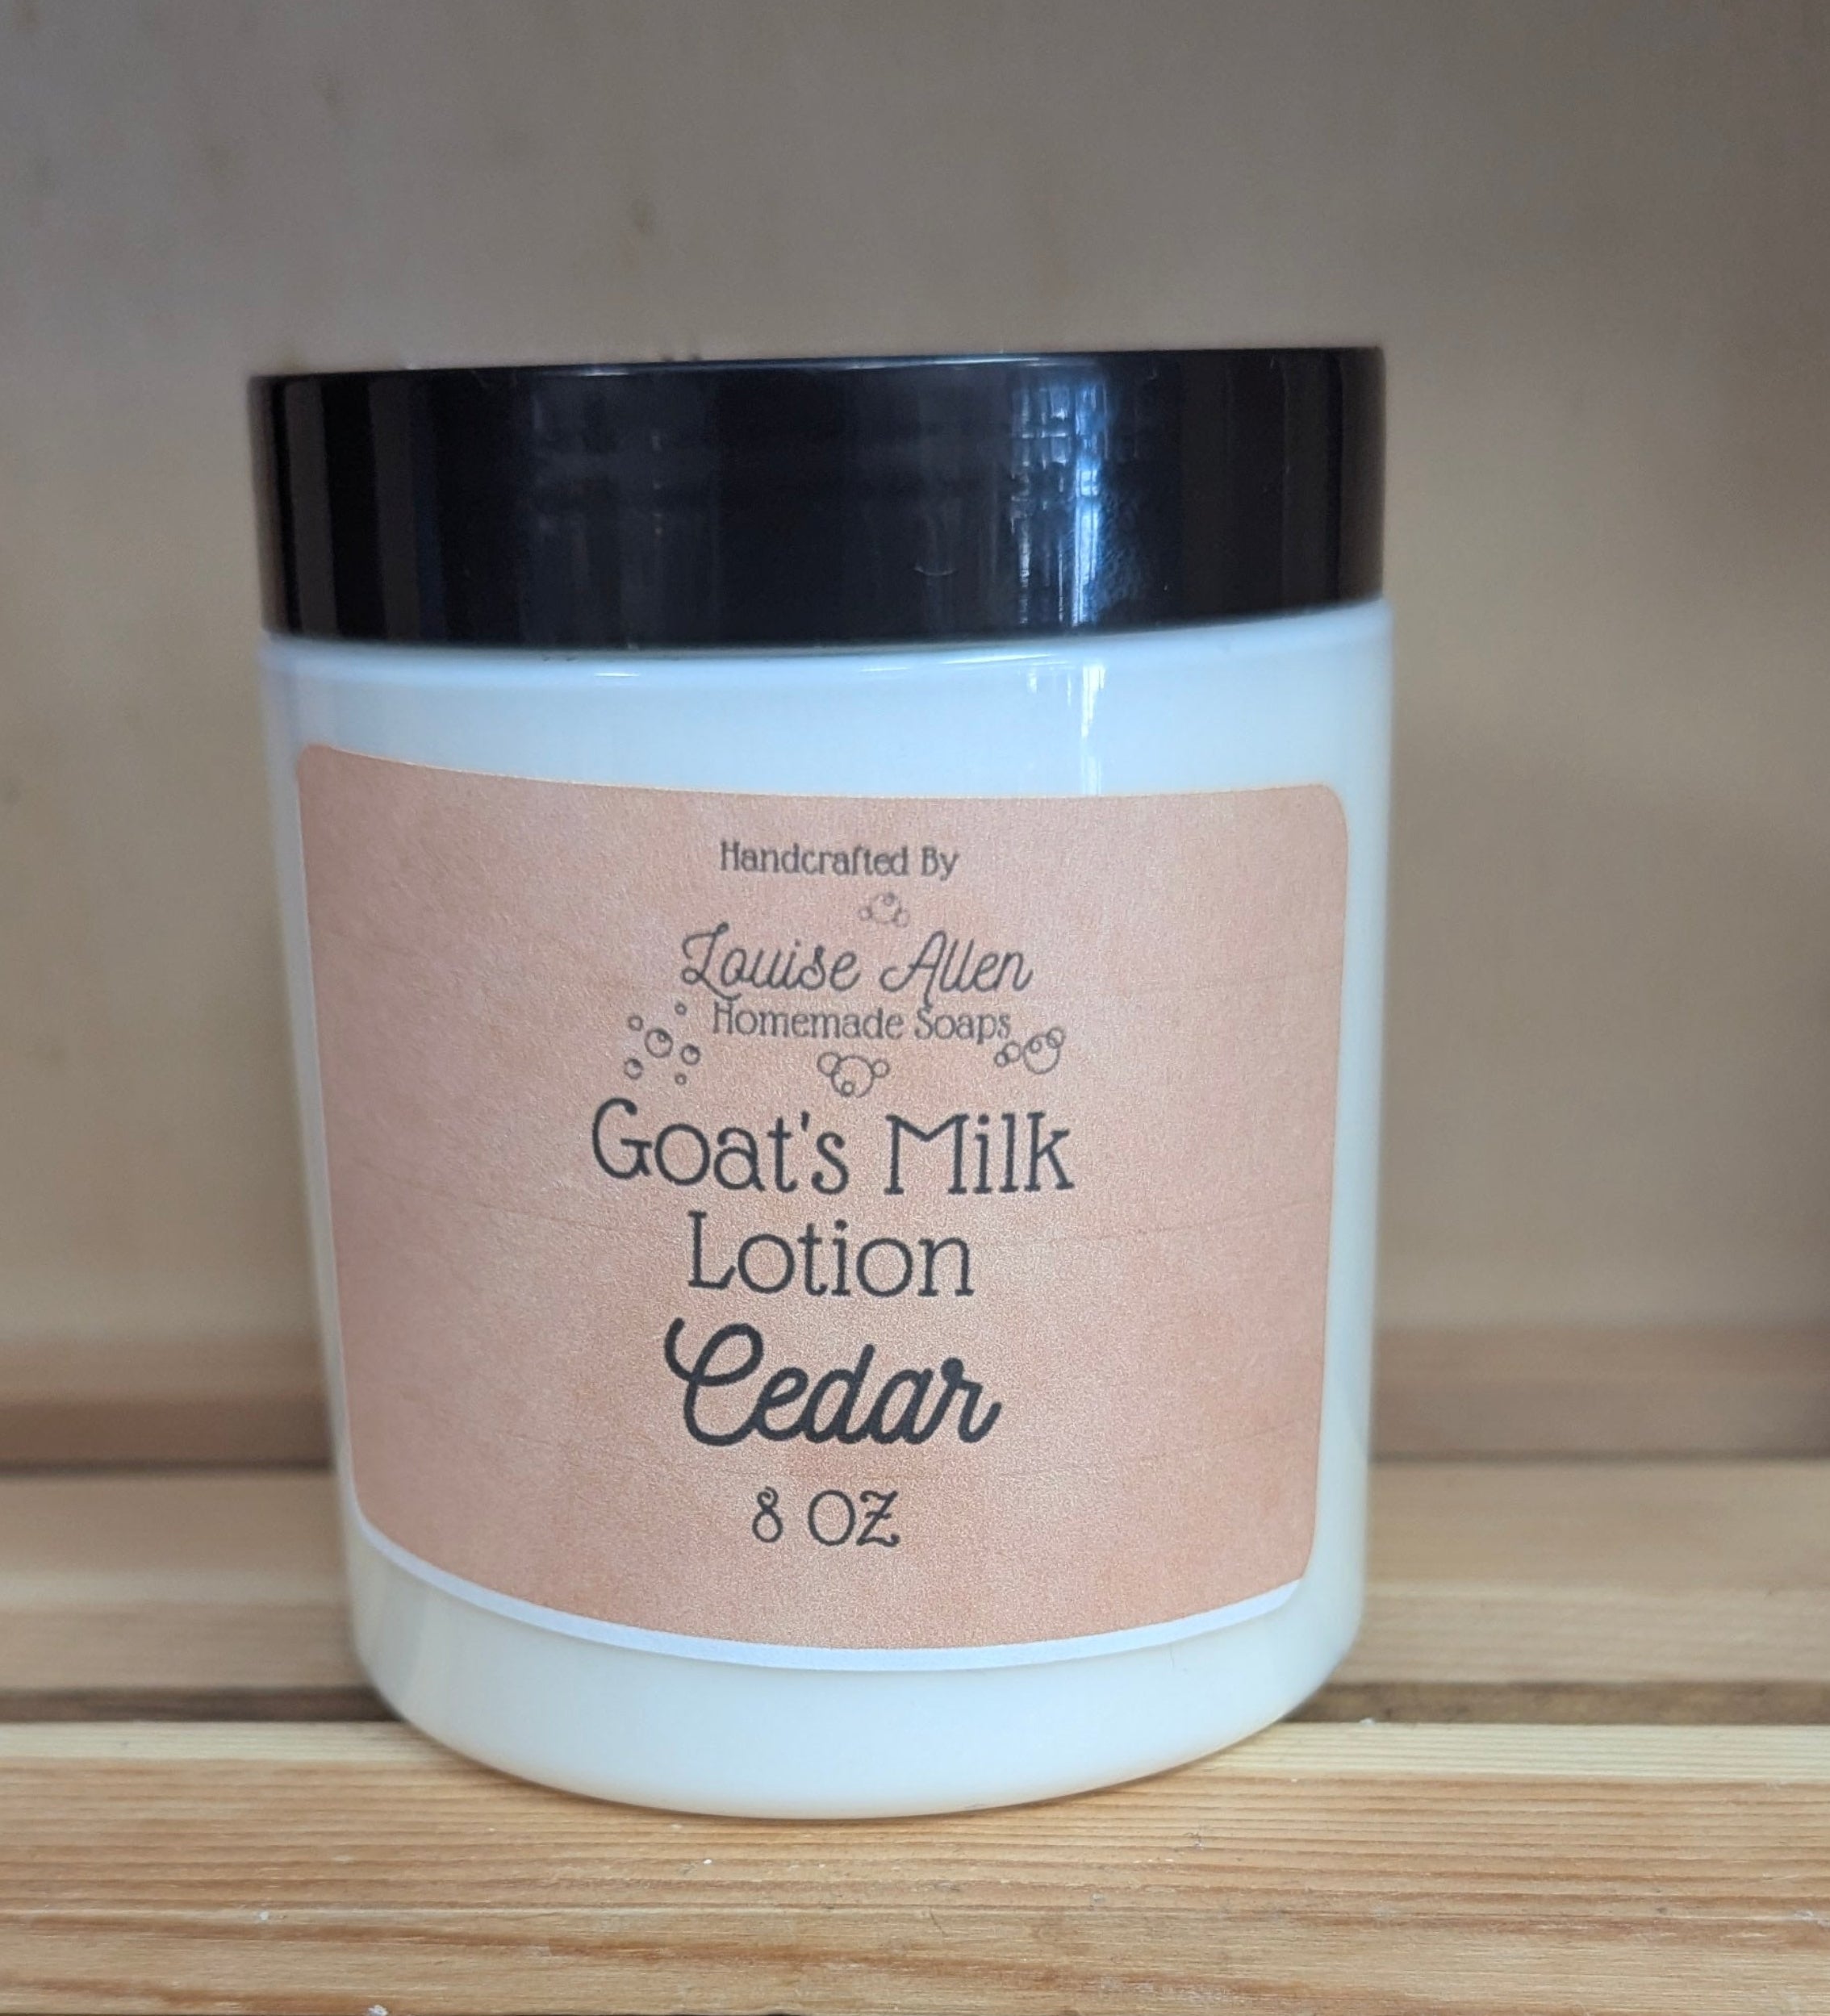 Handcrafted By
Louise Allen
Homemade Soaps
Goat's Milk
Lotion
Cedar
8 OZ